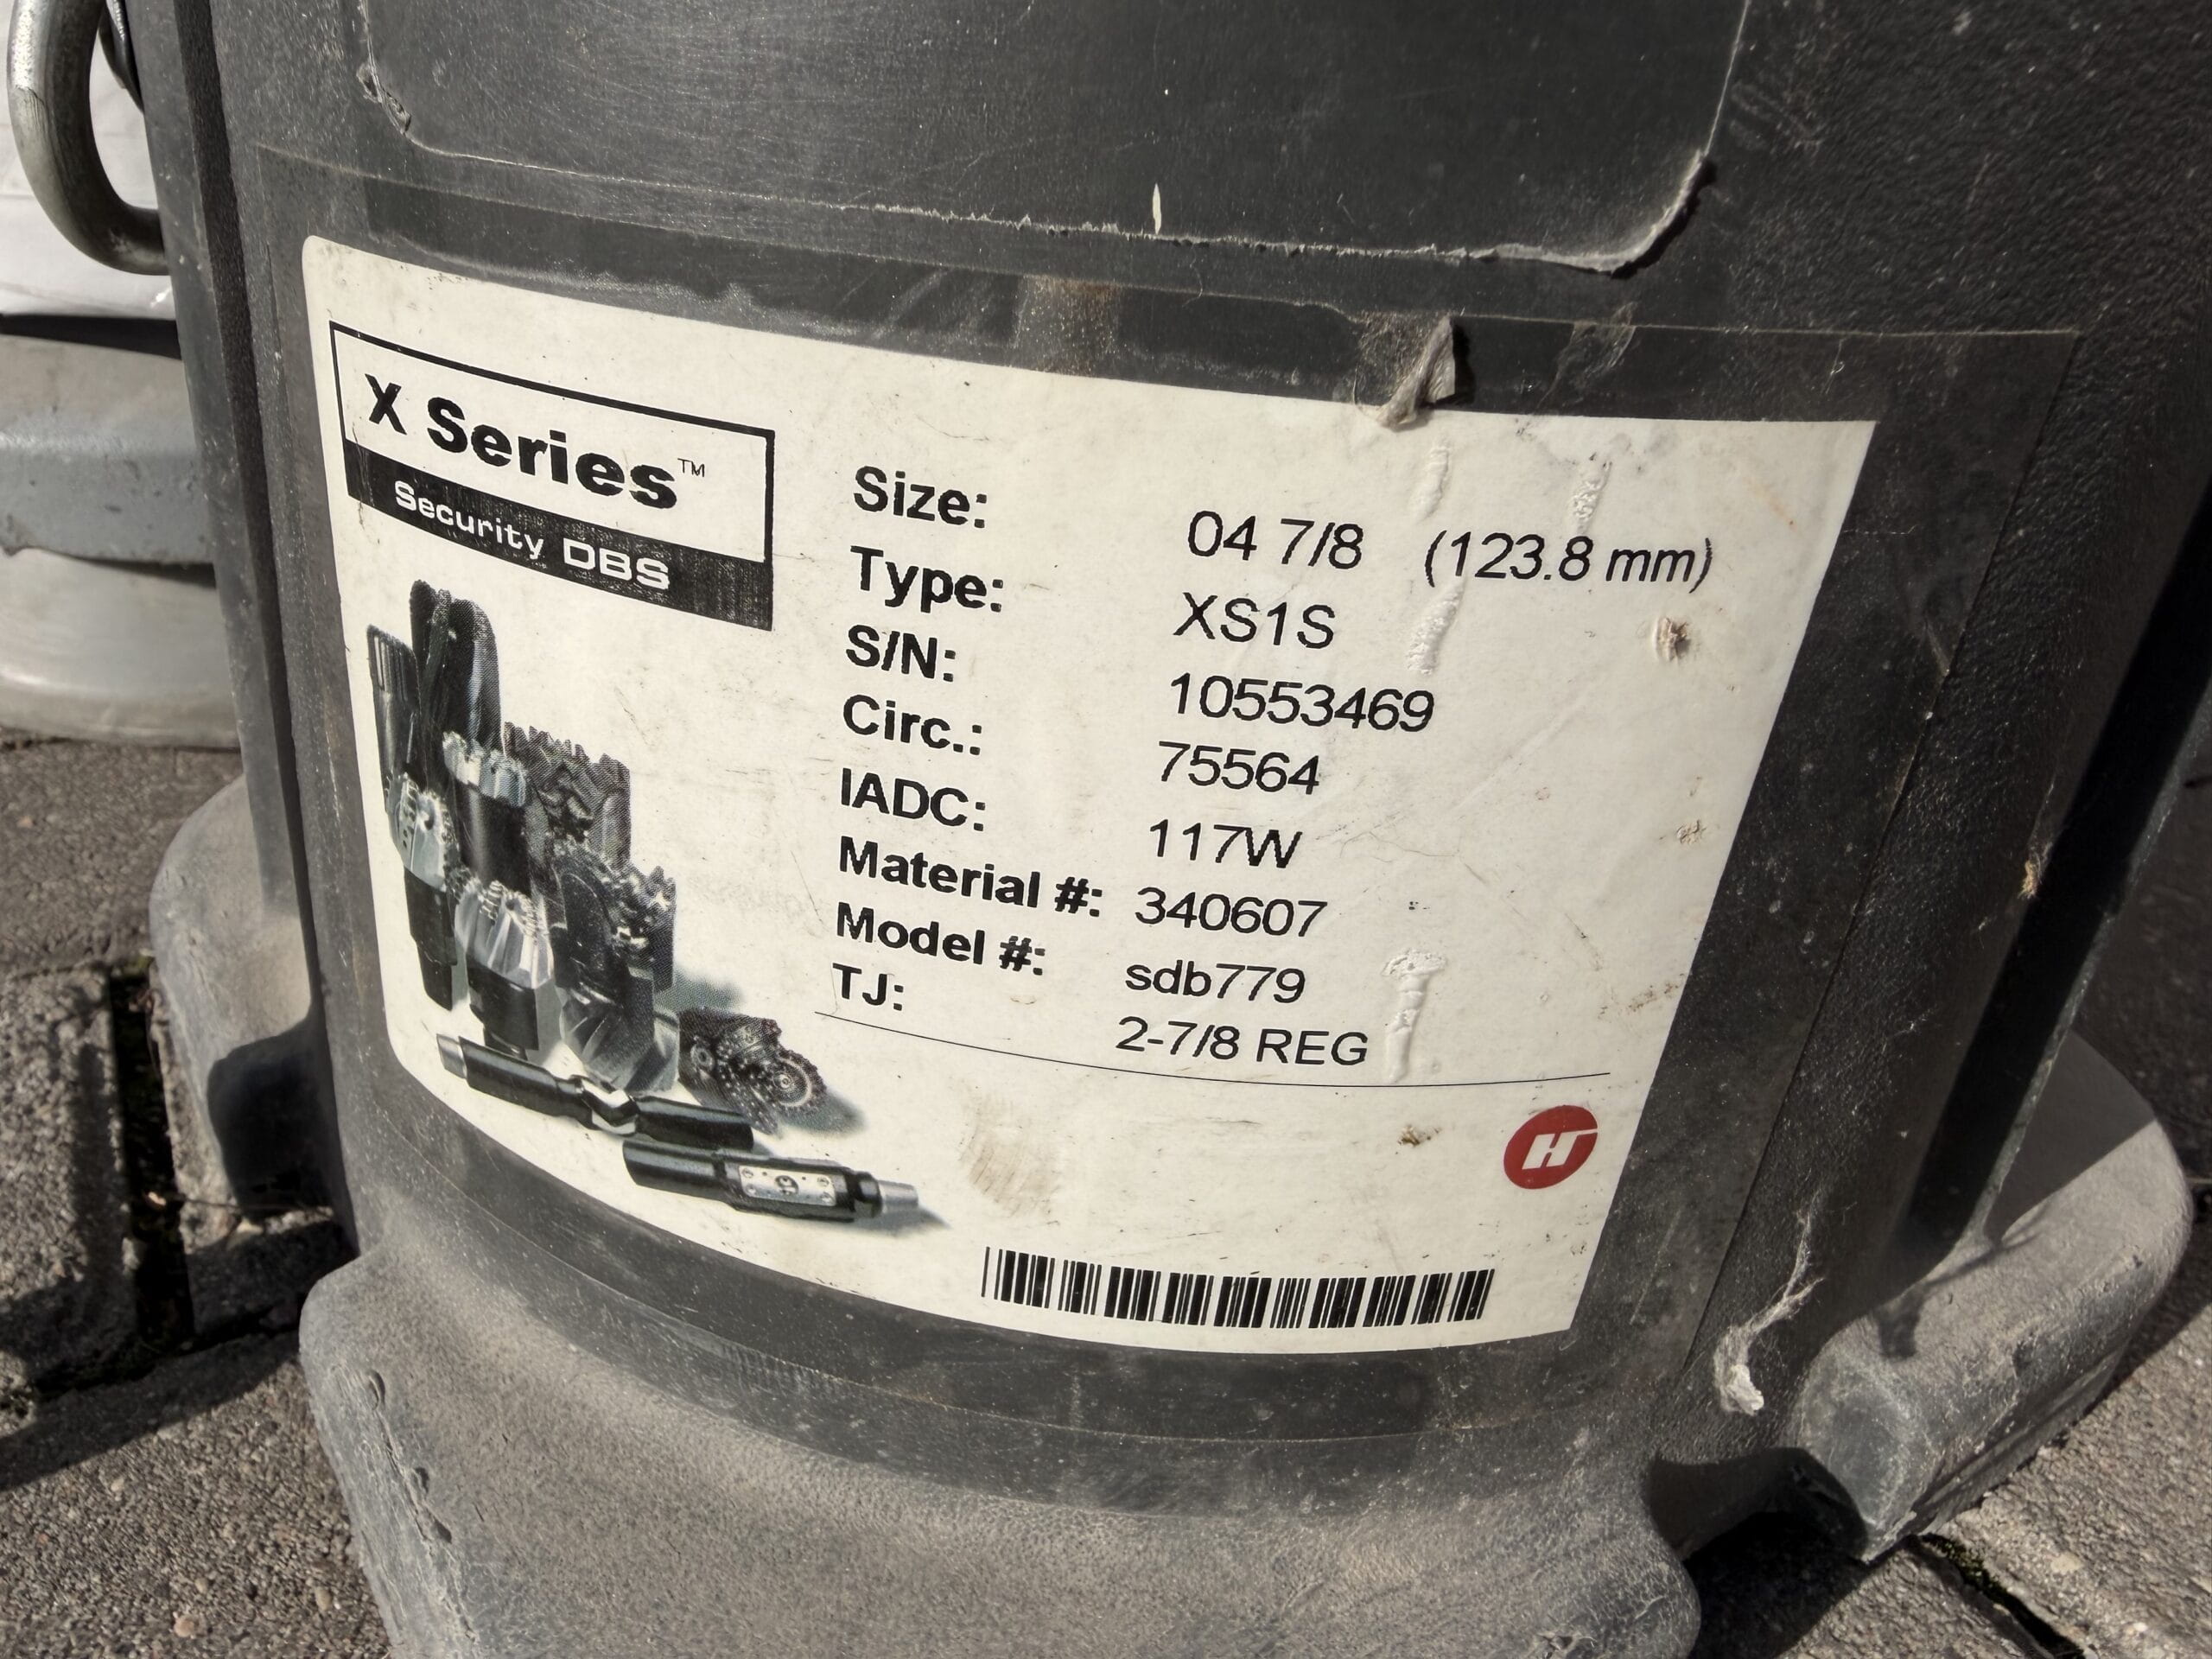 X Series™
Security DBS
Size: 04 7/8 (123.8 mm)
Type: XS1S
S/N: 10553469
Circ.: 75564
IADC: 117W
Material #: 340607
Model #: sdb779
TJ: 2-7/8 REG
H